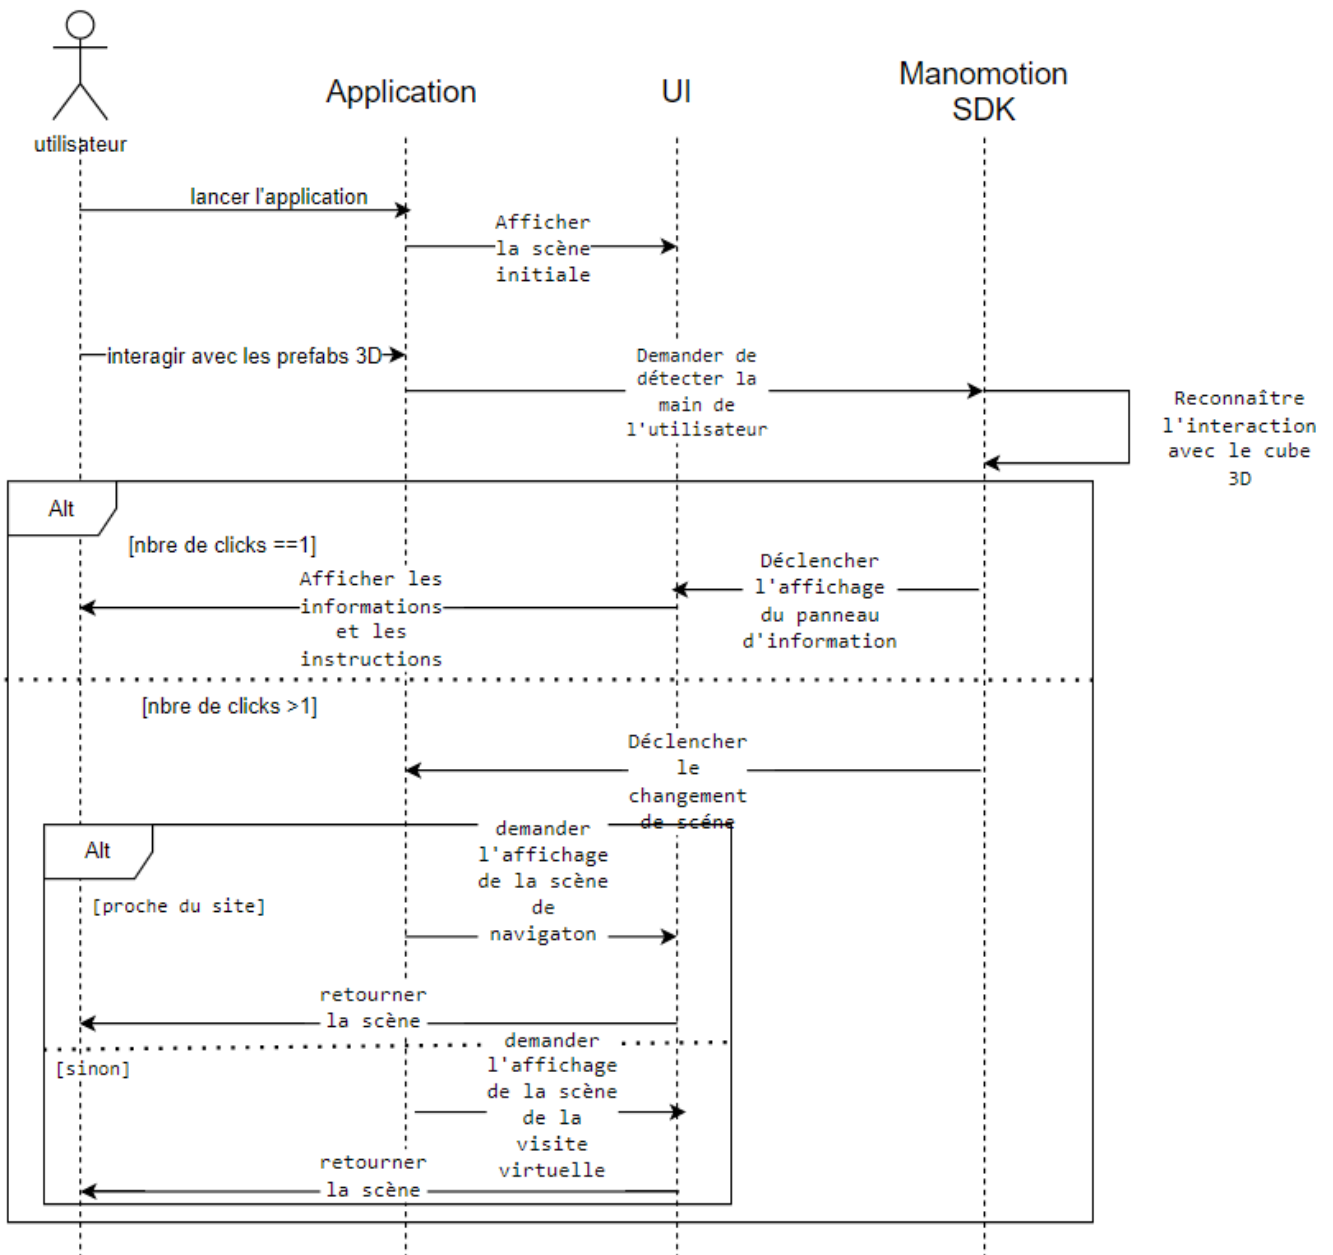 utilisateur
Application
UI
Manomotion
SDK
lancer l'application
Afficher
la scène
initiale
interagir avec les prefabs 3D
Demander de
détecter la
main de
l'utilisateur
Reconnaître
l'interaction
avec le cube
3D
Alt
[nbre de clicks ==1]
Déclencher
l'affichage
du panneau
d'information
Afficher les
informations
et les
instructions
[nbre de clicks >1]
Déclencher
le
changement
de scéne
Alt
demander
l'affichage
de la scène
de
navigaton
[proche du site]
retourner
la scène
[sinon]
demander
l'affichage
de la scène
de la
visite
virtuelle
retourner
la scène